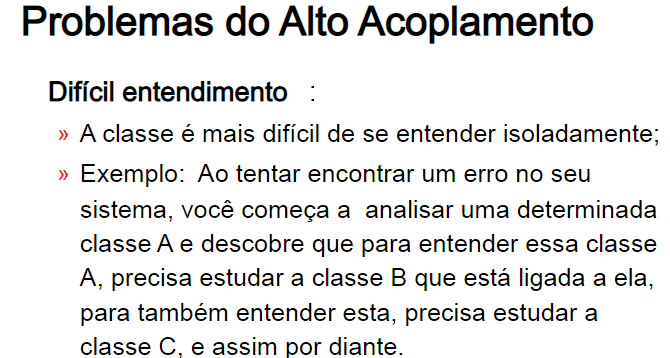 Problemas do Alto Acoplamento
Difícil entendimento :
» A classe é mais difícil de se entender isoladamente;
» Exemplo: Ao tentar encontrar um erro no seu
sistema, você começa a analisar uma determinada
classe A e descobre que para entender essa classe
A, precisa estudar a classe B que está ligada a ela,
para também entender esta, precisa estudar a
classe C, e assim por diante.